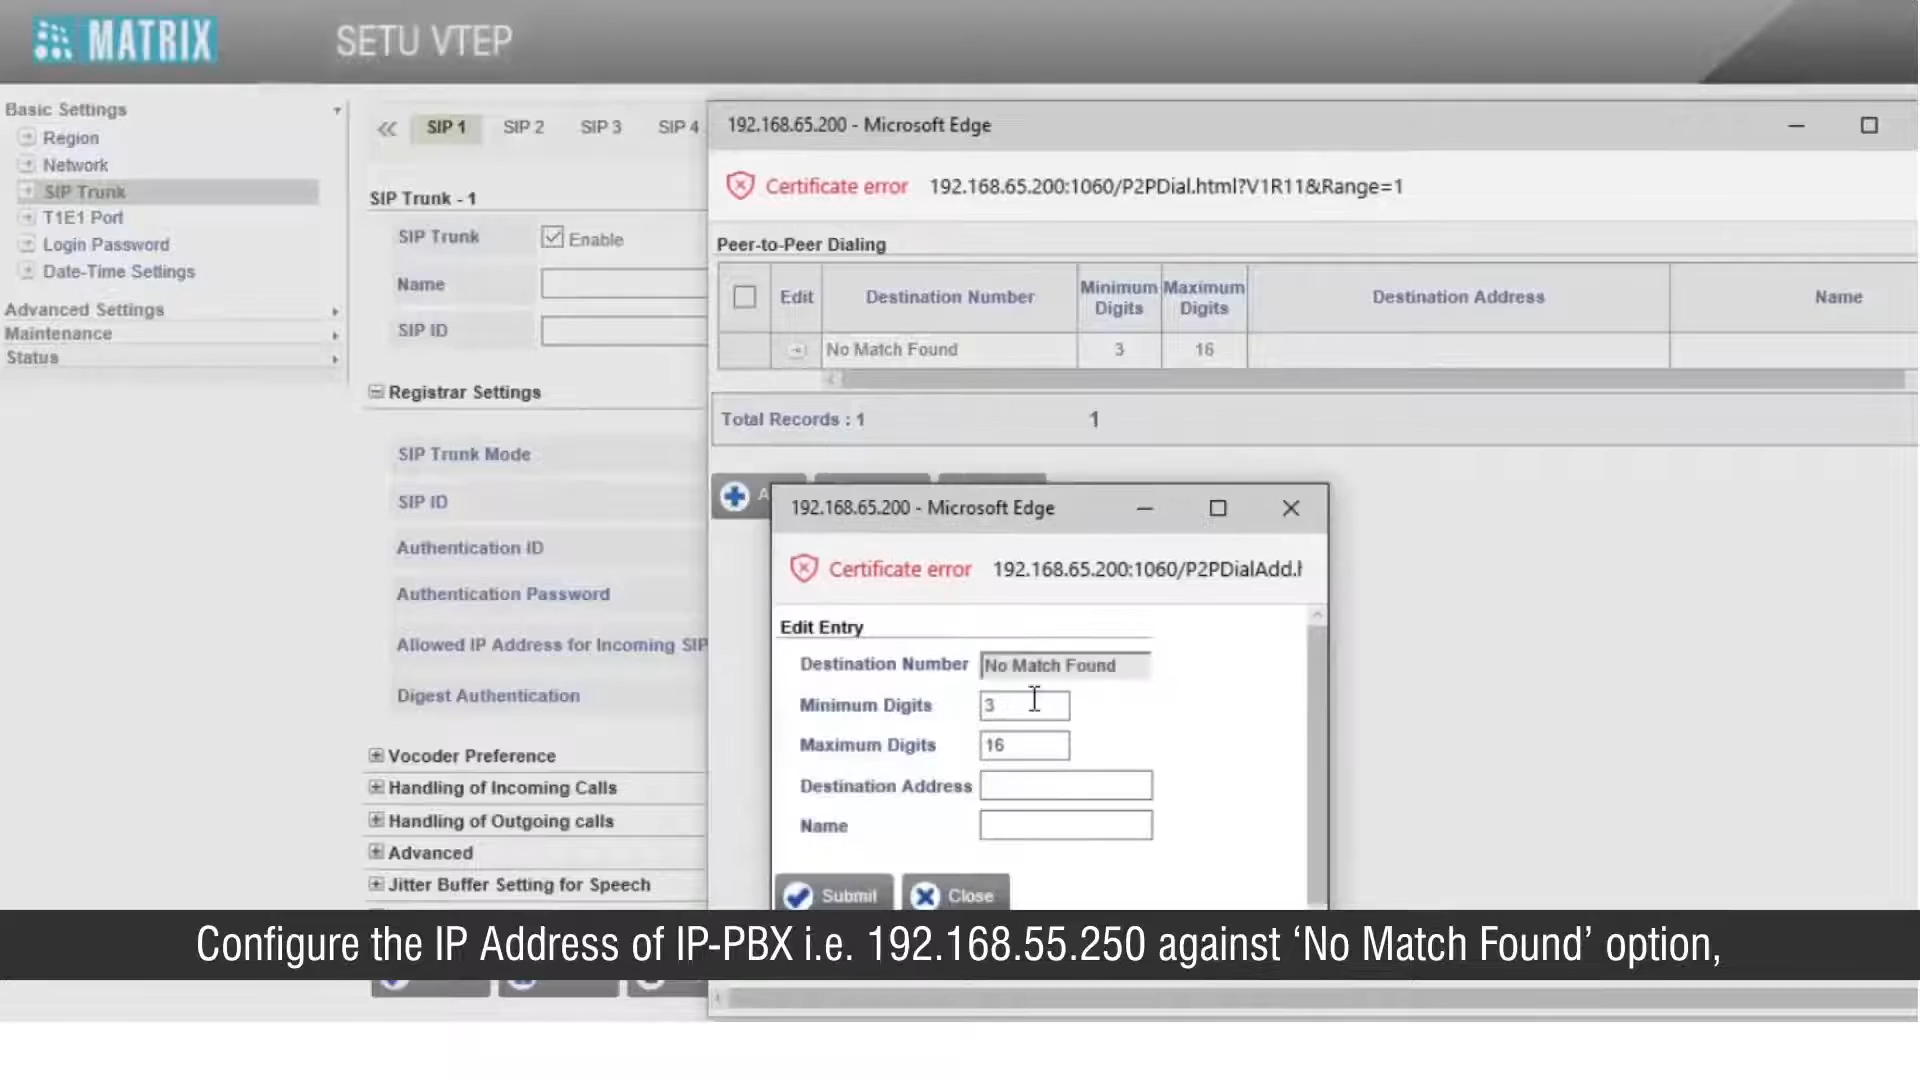 MATRIX
SETU VTEP
Basic Settings
Region
Network
SIP Trunk
T1E1 Port
Login Password
Date-Time Settings
Advanced Settings
Maintenance
Status
SIP 1 SIP 2 SIP 3 SIP 4
SIP Trunk - 1
SIP Trunk Enable
Name
SIP ID
Registrar Settings
SIP Trunk Mode
SIP ID
Authentication ID
Authentication Password
Allowed IP Address for Incoming SIP
Digest Authentication
Vocoder Preference
Handling of Incoming Calls
Handling of Outgoing calls
Advanced
Jitter Buffer Setting for Speech
192.168.65.200 - Microsoft Edge
Certificate error 192.168.65.200:1060/P2PDial.html?V1R11&Range=1
Peer-to-Peer Dialing
Edit Destination Number Minimum Digits Maximum Digits Destination Address Name
No Match Found 3 16
Total Records : 1 1
192.168.65.200 - Microsoft Edge
Certificate error 192.168.65.200:1060/P2PDialAdd.h
Edit Entry
Destination Number No Match Found
Minimum Digits 3
Maximum Digits 16
Destination Address
Name
Submit Close
Configure the IP Address of IP-PBX i.e. 192.168.55.250 against ‘No Match Found’ option,